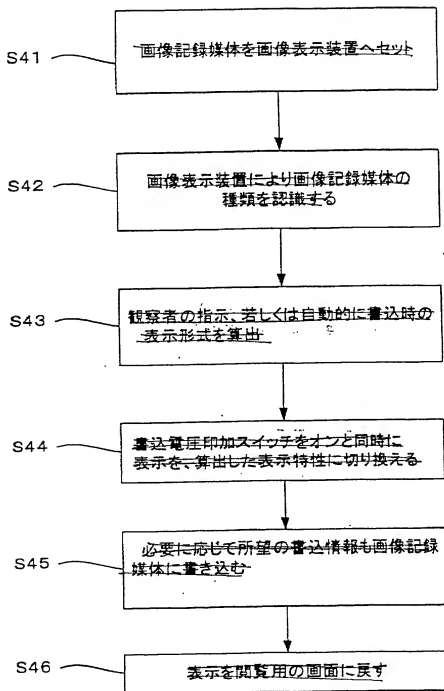 S41
画像記録媒体を画像表示装置へセット
S42
画像表示装置により画像記録媒体の
種類を認識する
S43
観察者の指示、若しくは自動的に書込時の
表示形式を算出
S44
書込電圧印加スイッチをオンと同時に
表示を、算出した表示特性に切り換える
S45
必要に応じて所望の書込情報も画像記録
媒体に書き込む
S46
表示を閲覧用の画面に戻す